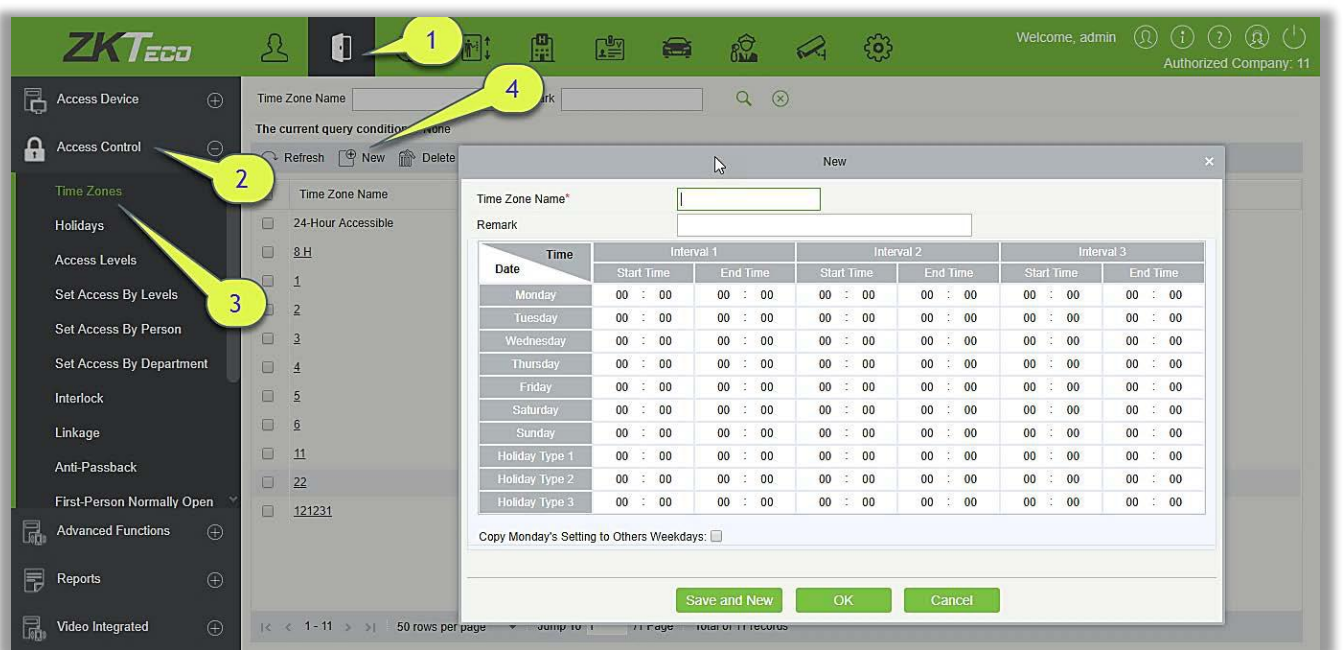 ZKTeco
1
Welcome, admin
Authorized Company: 11
Access Device
Time Zone Name
4
The current query condition None
Access Control
Refresh New Delete
2
New
Time Zones
Time Zone Name
Time Zone Name*
24-Hour Accessible
Holidays
Remark
8 H
Time Interval 1 Interval 2 Interval 3
Date Start Time End Time Start Time End Time Start Time End Time
Access Levels
1
Monday 00 : 00 00 : 00 00 : 00 00 : 00 00 : 00 00 : 00
Set Access By Levels
3
2
Tuesday 00 : 00 00 : 00 00 : 00 00 : 00 00 : 00 00 : 00
Set Access By Person
3
Wednesday 00 : 00 00 : 00 00 : 00 00 : 00 00 : 00 00 : 00
Set Access By Department
4
Thursday 00 : 00 00 : 00 00 : 00 00 : 00 00 : 00 00 : 00
Friday 00 : 00 00 : 00 00 : 00 00 : 00 00 : 00 00 : 00
Interlock
5
Saturday 00 : 00 00 : 00 00 : 00 00 : 00 00 : 00 00 : 00
Linkage
6
Sunday 00 : 00 00 : 00 00 : 00 00 : 00 00 : 00 00 : 00
11
Holiday Type 1 00 : 00 00 : 00 00 : 00 00 : 00 00 : 00 00 : 00
Anti-Passback
22
Holiday Type 2 00 : 00 00 : 00 00 : 00 00 : 00 00 : 00 00 : 00
First-Person Normally Open
Holiday Type 3 00 : 00 00 : 00 00 : 00 00 : 00 00 : 00 00 : 00
121231
Advanced Functions
Copy Monday's Setting to Others Weekdays:
Reports
Save and New OK Cancel
Video Integrated
1 - 11 50 rows per page Jump To 1 /1 Page Total of 11 records